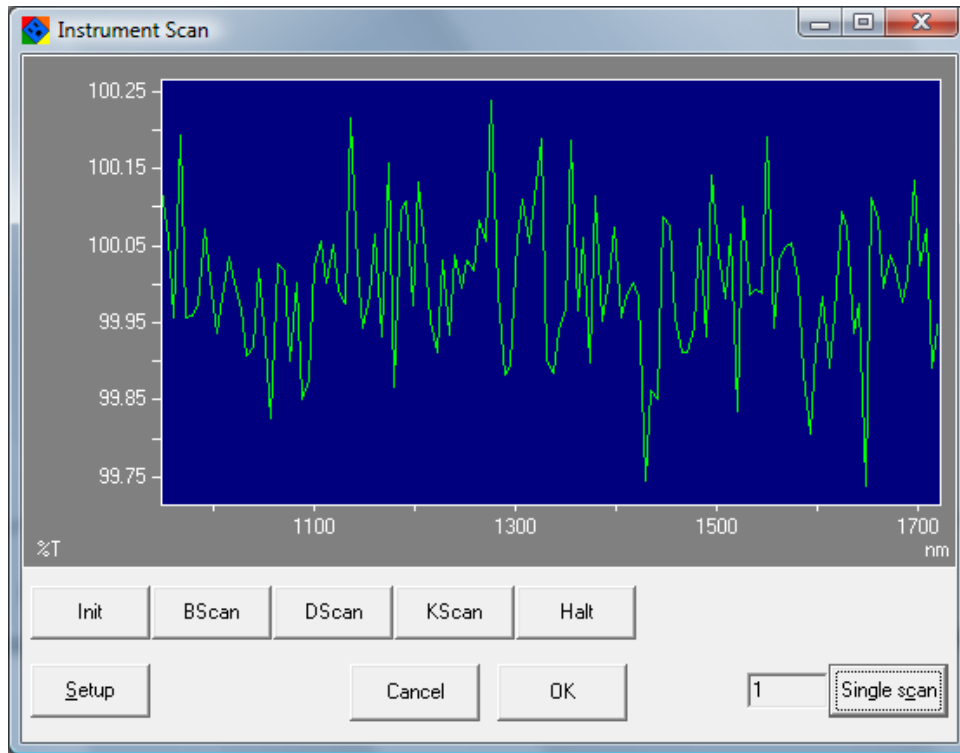 Instrument Scan
100.25
100.15
100.05
99.95
99.85
99.75
1100 1300 1500 1700
%T nm
Init BScan DScan KScan Halt
Setup Cancel OK 1 Single scan